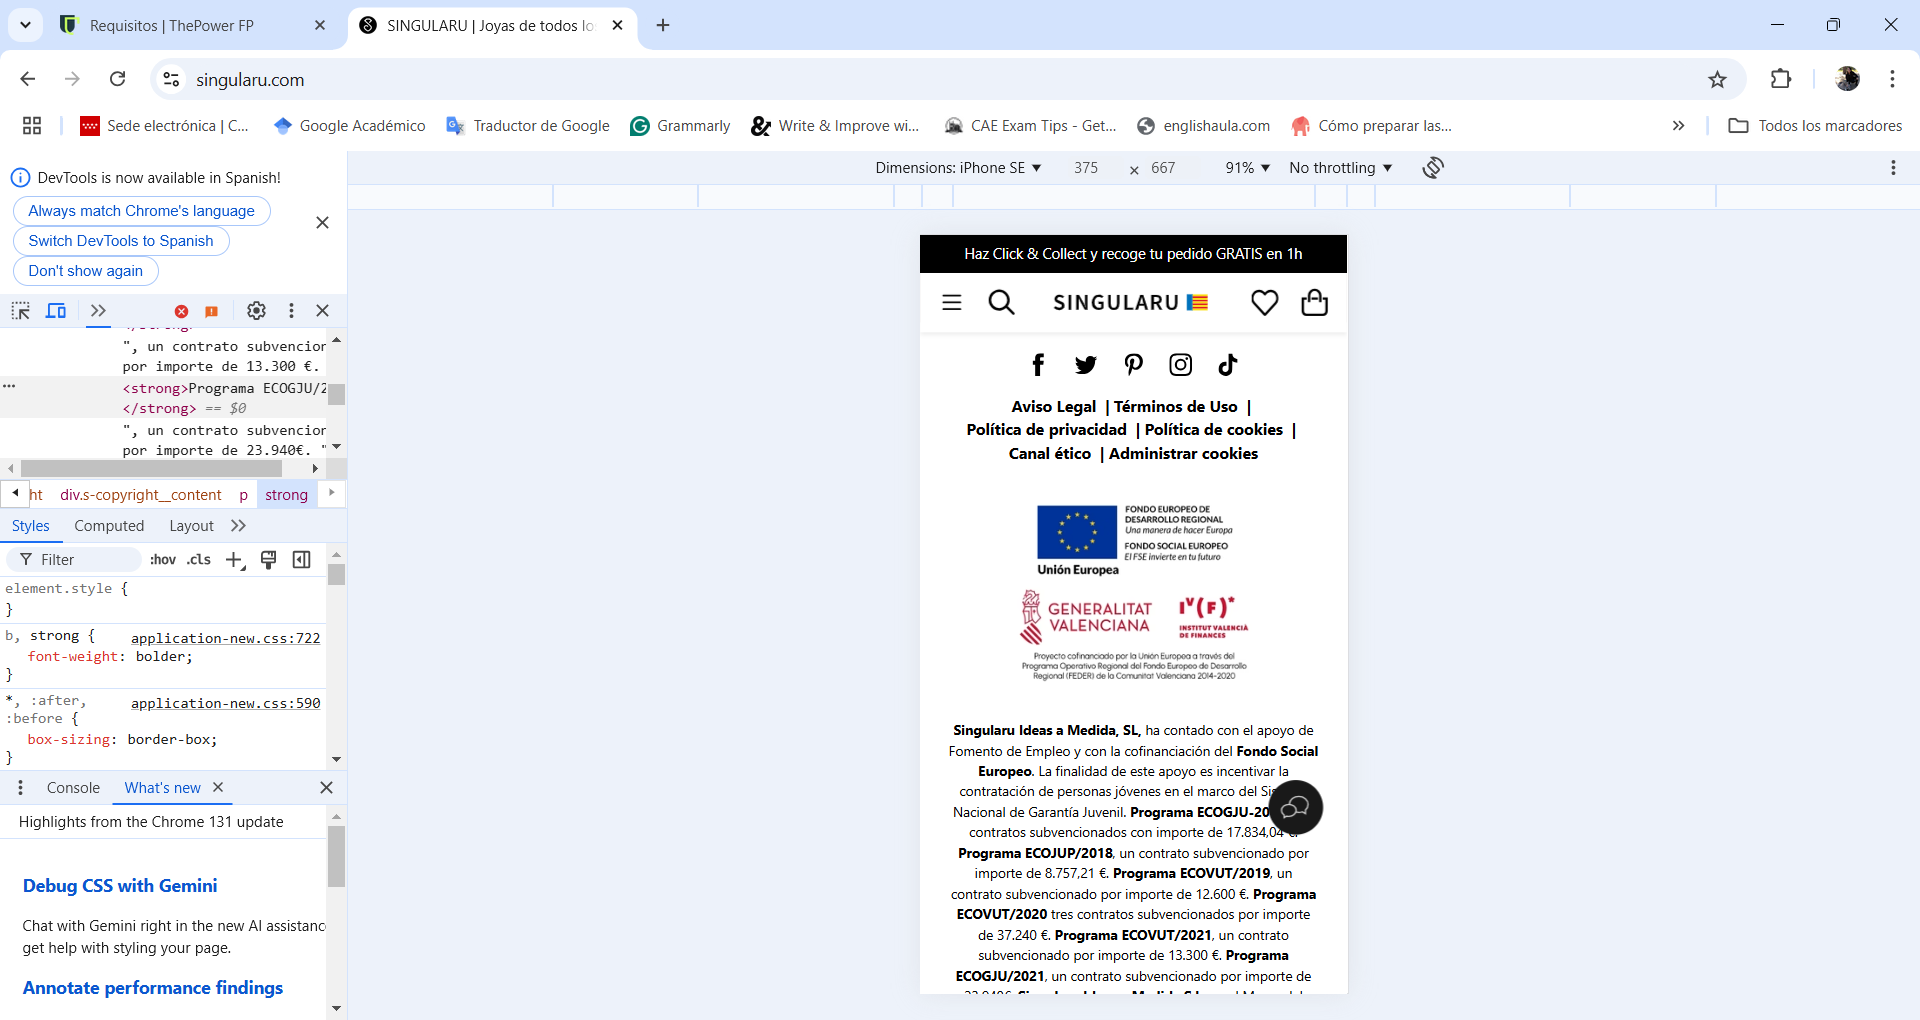 Requisitos | ThePower FP
SINGULARU | Joyas de todos lo
singularu.com
Sede electrónica | C...
Google Académico
Traductor de Google
Grammarly
Write & Improve wi...
CAE Exam Tips - Get...
englishaula.com
Cómo preparar las...
Todos los marcadores
DevTools is now available in Spanish!
Always match Chrome's language
Switch DevTools to Spanish
Don't show again
Dimensions: iPhone SE
375 × 667
91%
No throttling
</strong>
", un contrato subvencion
por importe de 13.300 €.
<strong>Programa ECOGJU/2
</strong> == $0
", un contrato subvencion
por importe de 23.940€. "
ht div.s-copyright__content p strong
Styles Computed Layout
Filter :hov .cls
element.style {
}
b, strong { application-new.css:722
font-weight: bolder;
}
*, :after, application-new.css:590
:before {
box-sizing: border-box;
}
Console What's new
Highlights from the Chrome 131 update
Debug CSS with Gemini
Chat with Gemini right in the new AI assistanc
get help with styling your page.
Annotate performance findings
Haz Click & Collect y recoge tu pedido GRATIS en 1h
SINGULARU
Aviso Legal | Términos de Uso |
Política de privacidad | Política de cookies |
Canal ético | Administrar cookies
FONDO EUROPEO DE
DESARROLLO REGIONAL
Una manera de hacer Europa
FONDO SOCIAL EUROPEO
El FSE invierte en tu futuro
Unión Europea
GENERALITAT
VALENCIANA
IV(F)*
INSTITUT VALENCIÀ
DE FINANCES
Proyecto cofinanciado por la Unión Europea a través del
Programa Operativo Regional del Fondo Europeo de Desarrollo
Regional (FEDER) de la Comunitat Valenciana 2014-2020
Singularu Ideas a Medida, SL, ha contado con el apoyo de
Fomento de Empleo y con la cofinanciación del Fondo Social
Europeo. La finalidad de este apoyo es incentivar la
contratación de personas jóvenes en el marco del Si
Nacional de Garantía Juvenil. Programa ECOGJU-20
contratos subvencionados con importe de 17.834,04
Programa ECOJUP/2018, un contrato subvencionado por
importe de 8.757,21 €. Programa ECOVUT/2019, un
contrato subvencionado por importe de 12.600 €. Programa
ECOVUT/2020 tres contratos subvencionados por importe
de 37.240 €. Programa ECOVUT/2021, un contrato
subvencionado por importe de 13.300 €. Programa
ECOGJU/2021, un contrato subvencionado por importe de